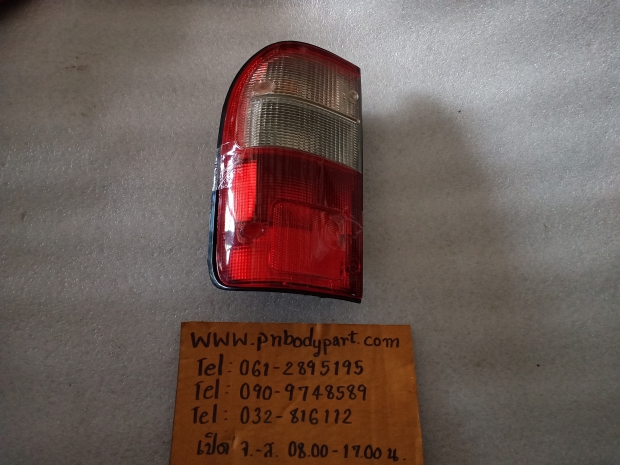 www.pnbodypart.com
Tel: 061-2895195
Tel: 090-9748589
Tel: 032-816112
เปิด จ.-ส. 08.00-17.00 น.